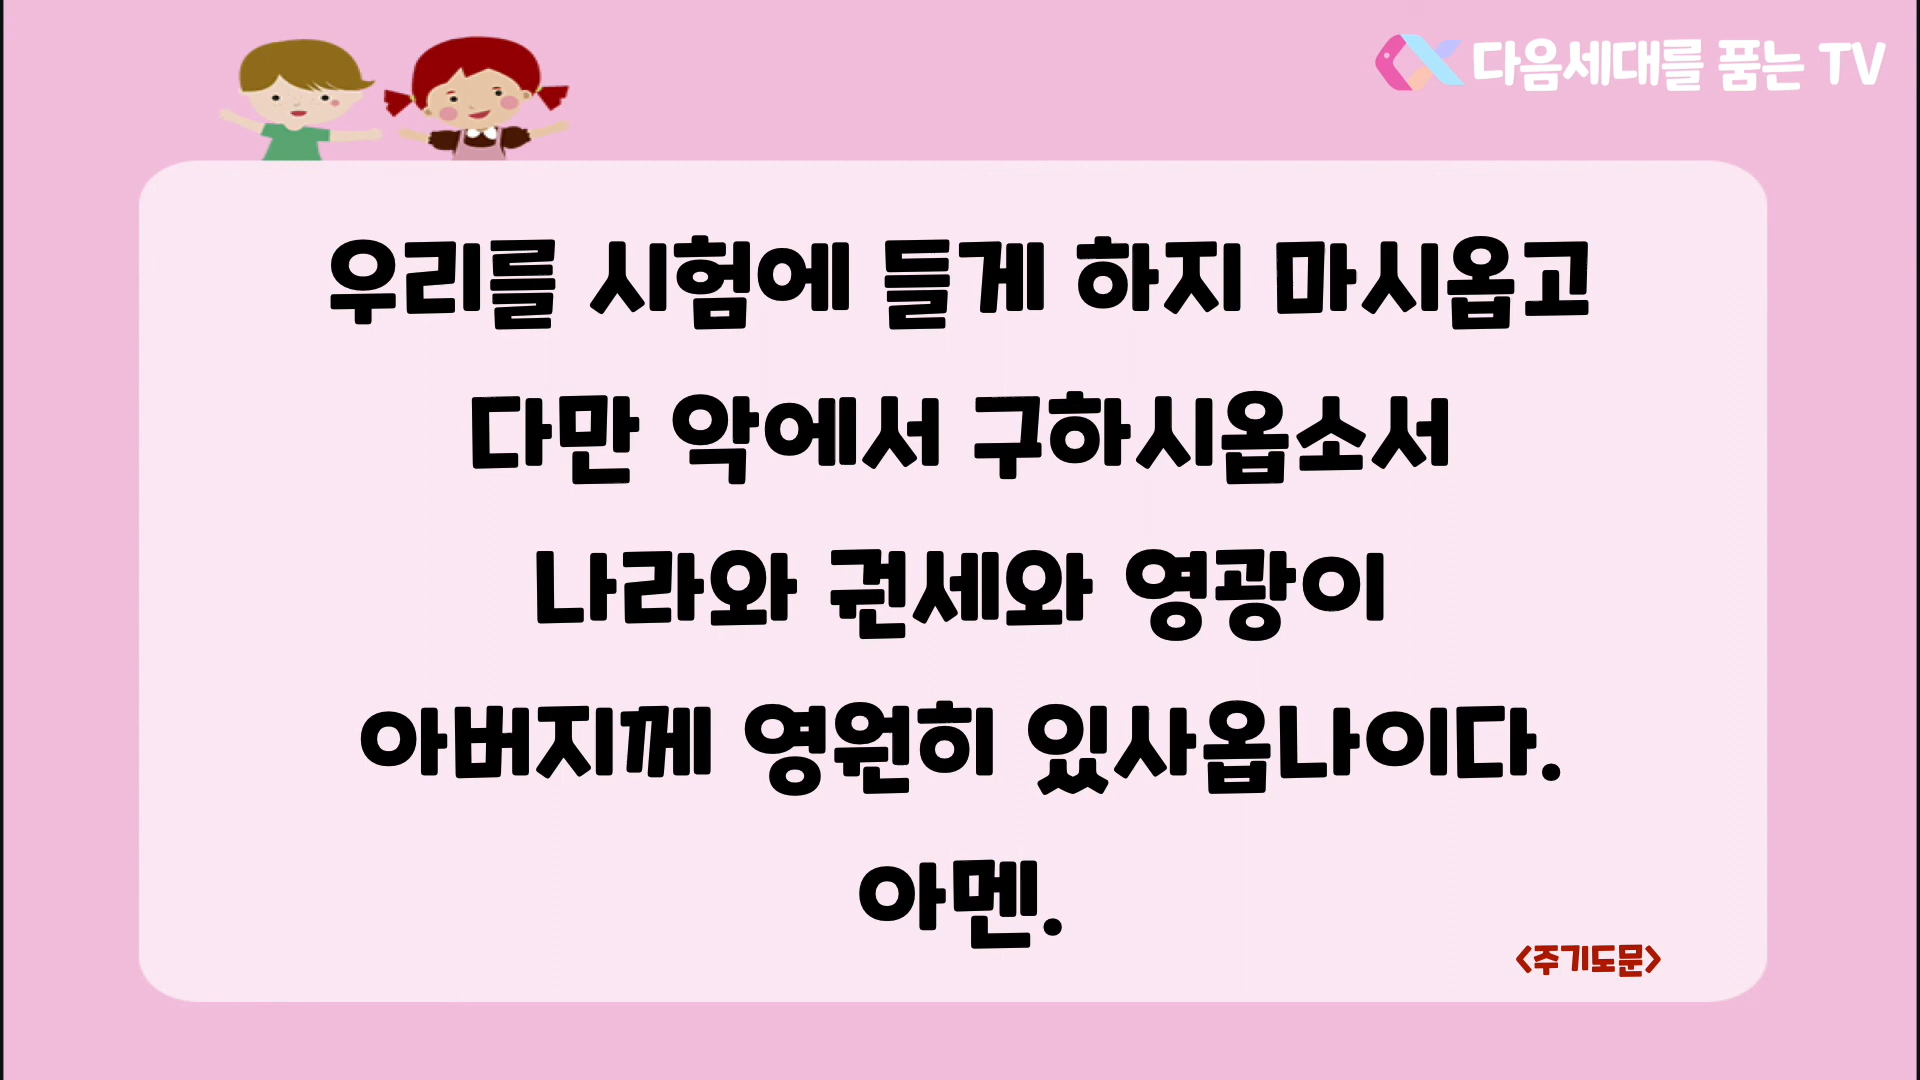 다음세대를 품는 TV
우리를 시험에 들게 하지 마시옵고
다만 악에서 구하시옵소서
나라와 권세와 영광이
아버지께 영원히 있사옵나이다.
아멘.
<주기도문>